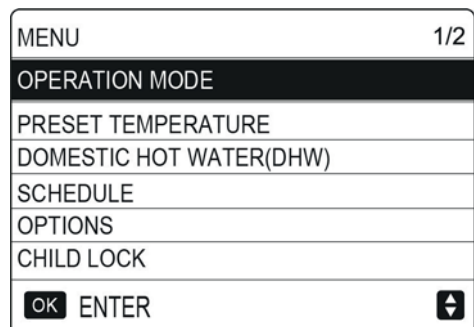 MENU 1/2
OPERATION MODE
PRESET TEMPERATURE
DOMESTIC HOT WATER(DHW)
SCHEDULE
OPTIONS
CHILD LOCK
OK ENTER